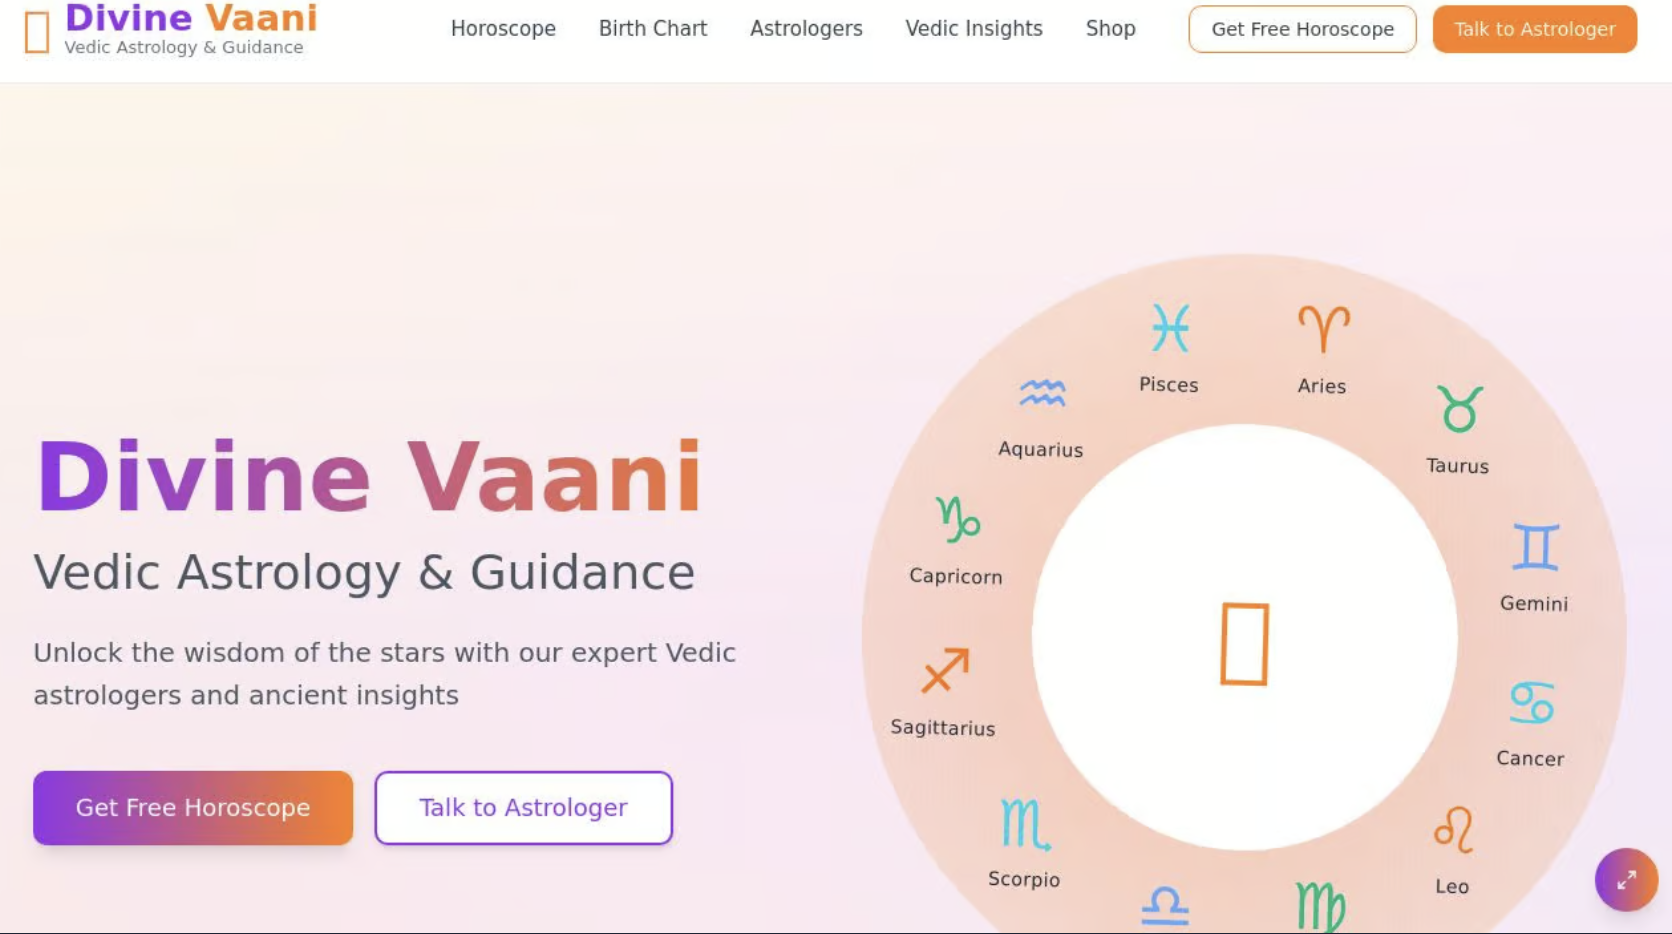 Divine Vaani
Vedic Astrology & Guidance
Horoscope
Birth Chart
Astrologers
Vedic Insights
Shop
Get Free Horoscope
Talk to Astrologer
Divine Vaani
Vedic Astrology & Guidance
Unlock the wisdom of the stars with our expert Vedic
astrologers and ancient insights
Get Free Horoscope
Talk to Astrologer
Pisces
Aries
Aquarius
Taurus
Capricorn
Gemini
Sagittarius
Cancer
Scorpio
Leo